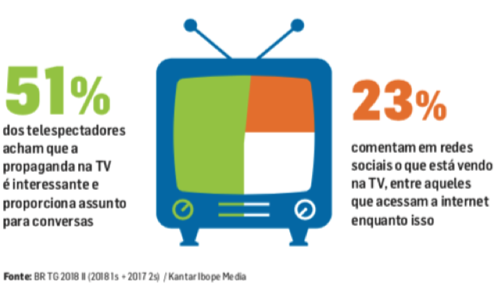 51%
dos telespectadores
acham que a
propaganda na TV
é interessante e
proporciona assunto
para conversas
23%
comentam em redes
sociais o que está vendo
na TV, entre aqueles
que acessam a internet
enquanto isso
Fonte: BR TG 2018 II (2018 1s + 2017 2s) / Kantar Ibope Media